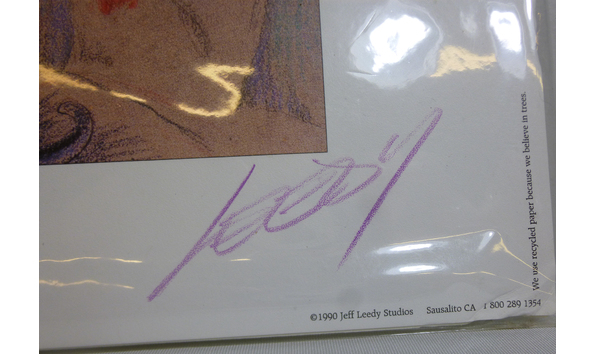 Leedy
©1990 Jeff Leedy Studios Sausalito CA 1 800 289 1354
We use recycled paper because we believe in trees.